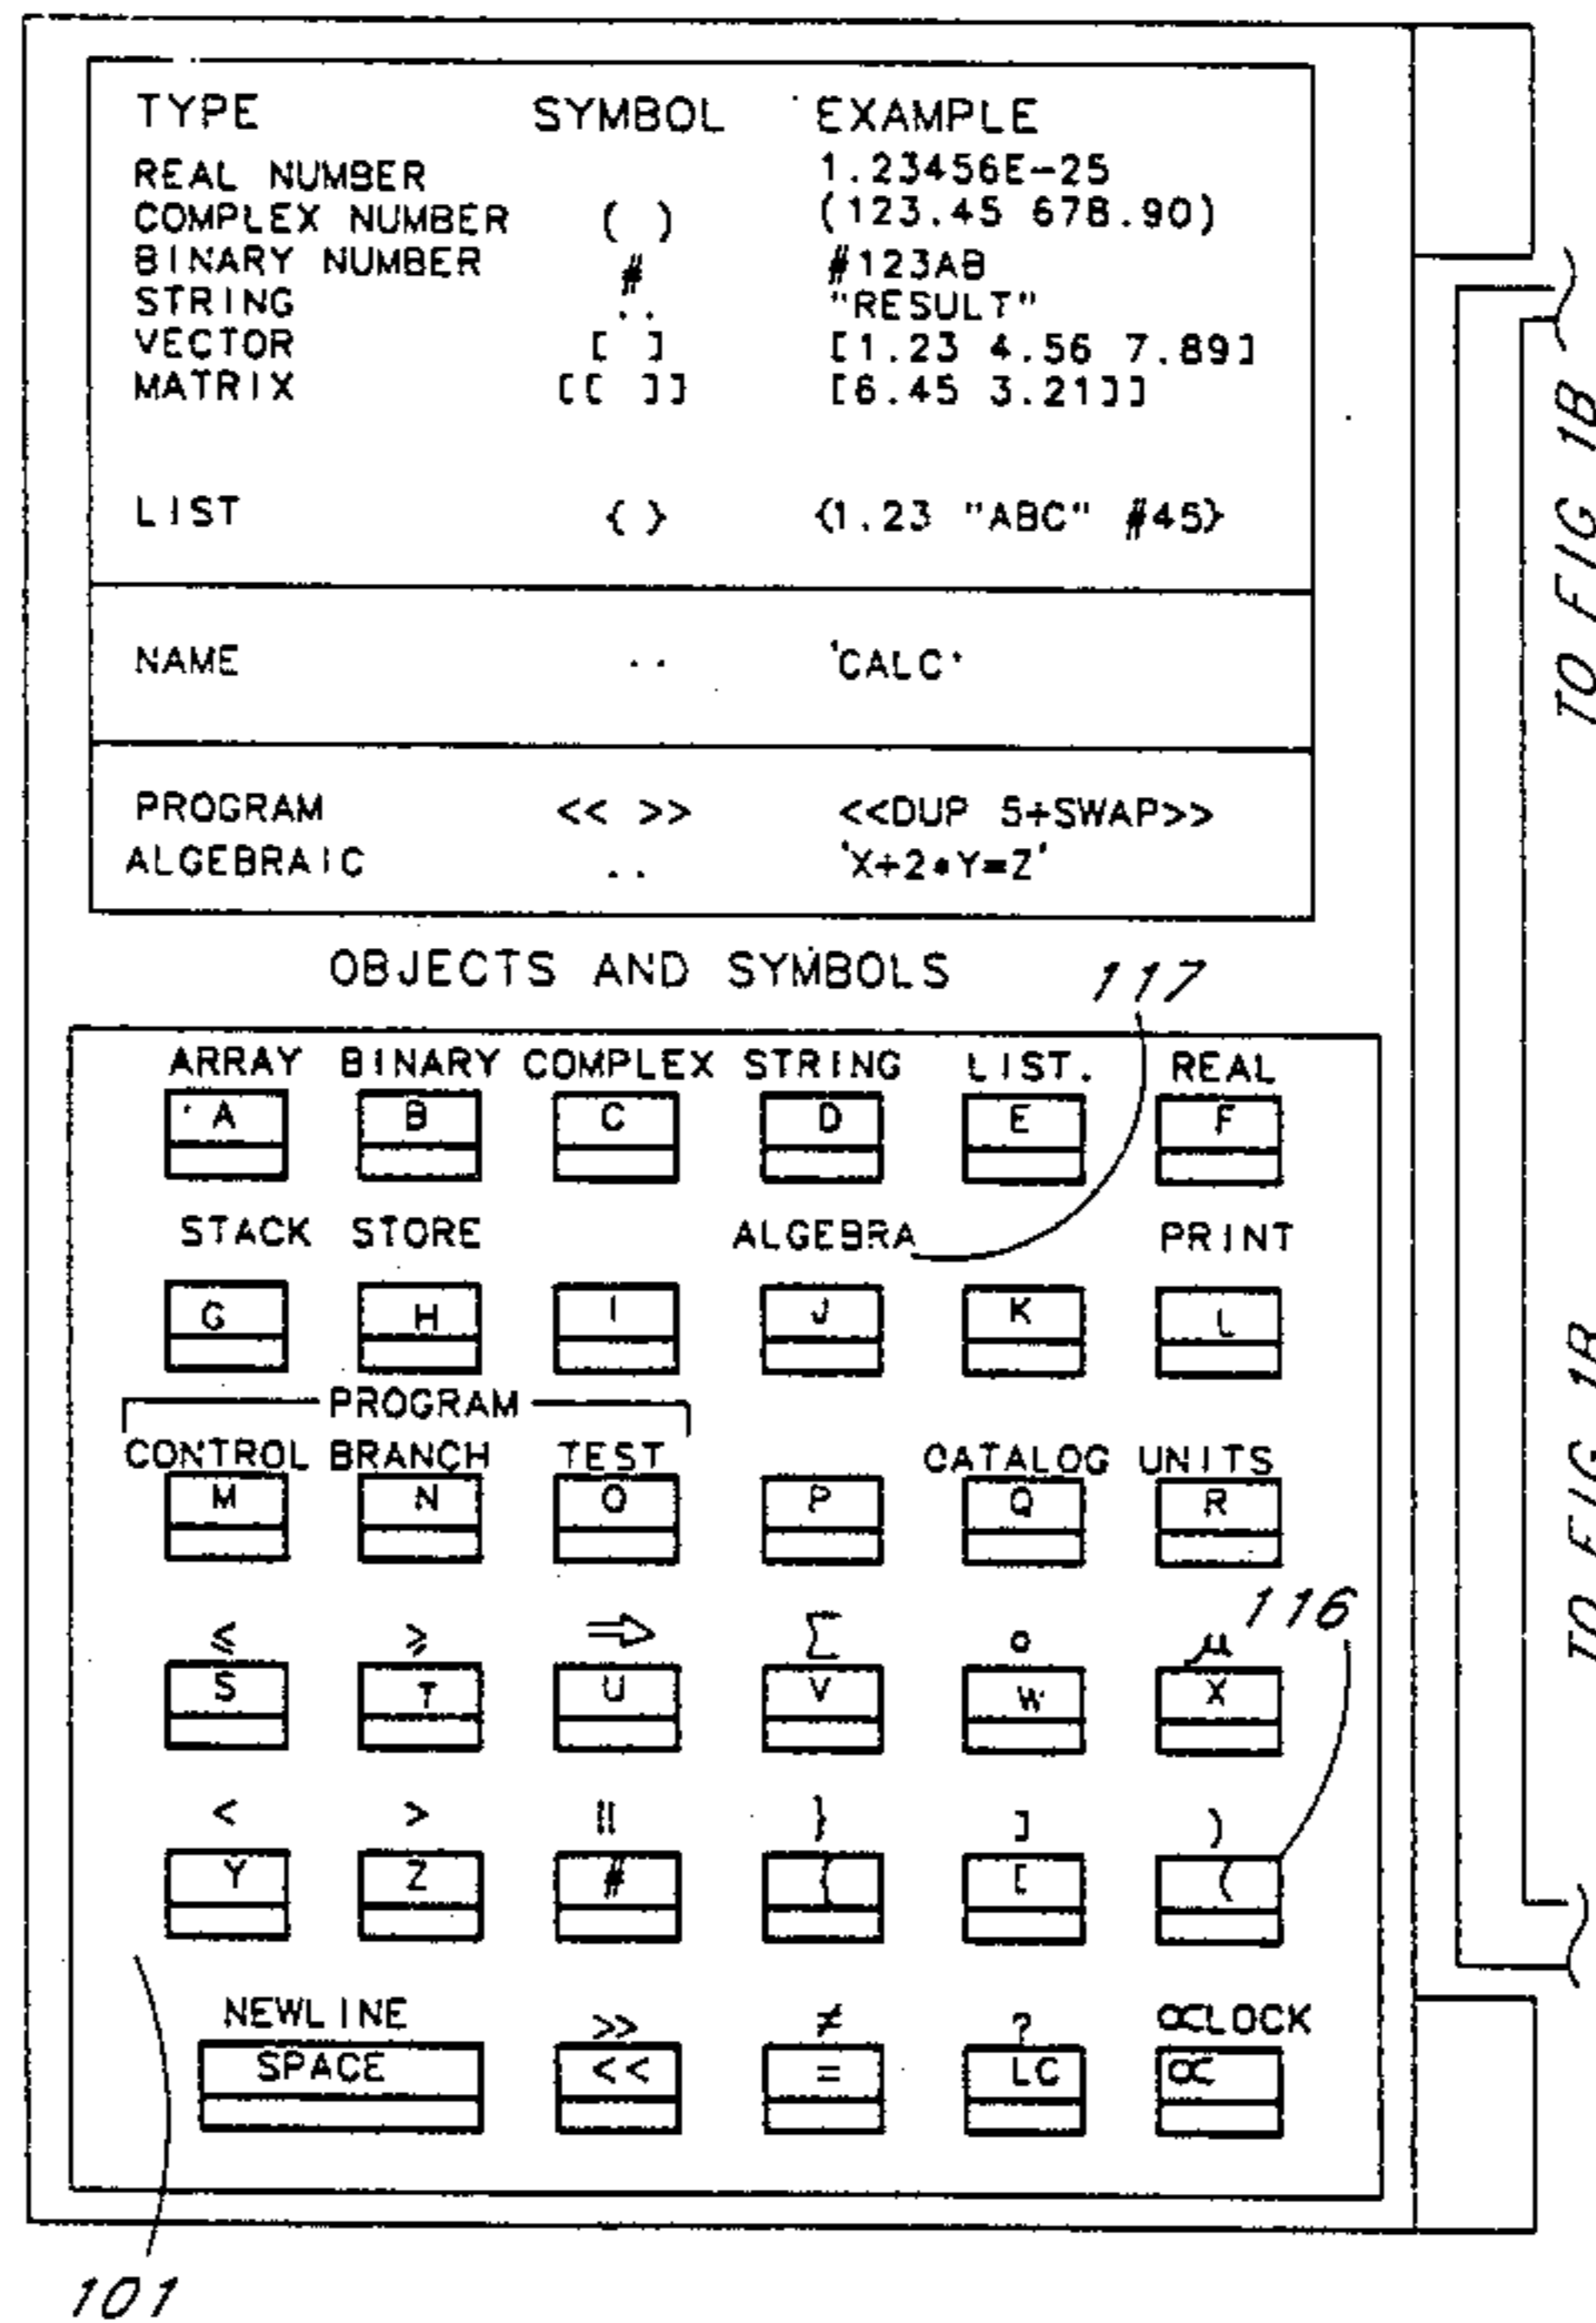 TYPE SYMBOL EXAMPLE
REAL NUMBER 1.23456E-25
COMPLEX NUMBER ( ) (123.45 678.90)
BINARY NUMBER # #123AB
STRING .. "RESULT"
VECTOR [ ] [1.23 4.56 7.89]
MATRIX [[ ]] [6.45 3.21]]
LIST { } {1.23 "ABC" #45}
NAME .. 'CALC'
PROGRAM << >> <<DUP 5+SWAP>>
ALGEBRAIC .. 'X+2*Y=Z'
OBJECTS AND SYMBOLS
117
ARRAY BINARY COMPLEX STRING LIST. REAL
A B C D E F
STACK STORE ALGEBRA PRINT
G H I J K L
PROGRAM
CONTROL BRANCH TEST CATALOG UNITS
M N O P Q R
116
≤ ≥ ⇒ Σ ° μ
S T U V W X
< > || } ] )
Y Z # { [ (
NEWLINE >> ≠ ? αLOCK
SPACE << = LC α
101
TO FIG 1B
TO FIG 1B